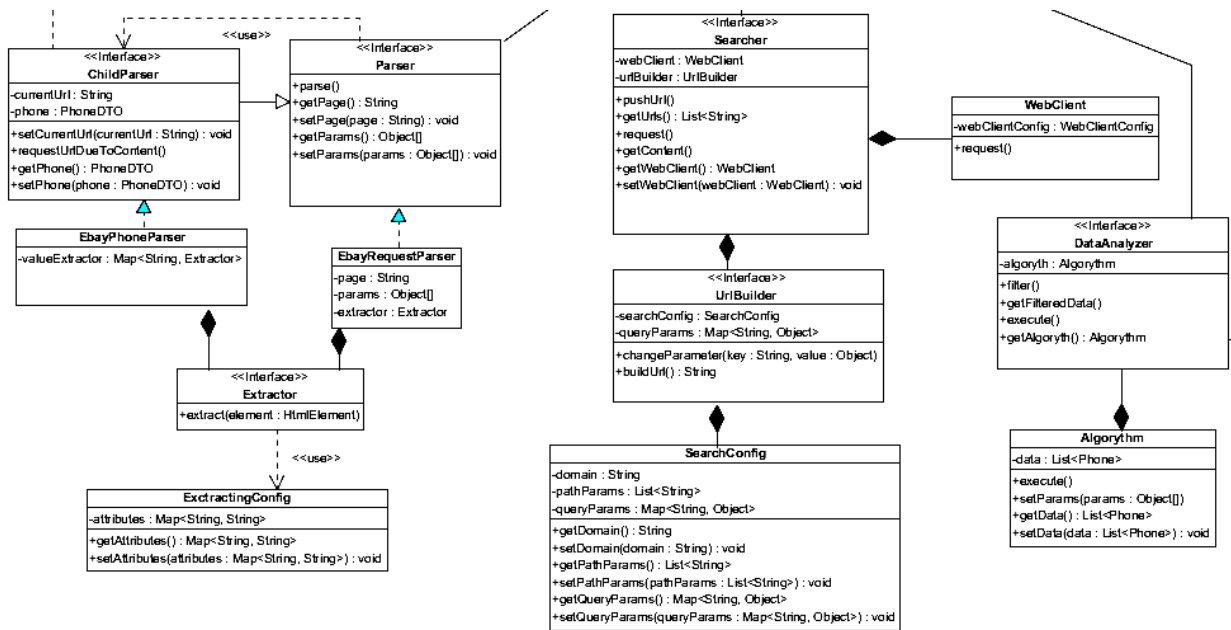 <<use>>
<<Interface>>
ChildParser
-currentUrl : String
-phone : PhoneDTO
+setCurrentUrl(currentUrl : String) : void
+requestUrlDueToContent()
+getPhone() : PhoneDTO
+setPhone(phone : PhoneDTO) : void
<<Interface>>
Parser
+parse()
+getPage() : String
+setPage(page : String) : void
+getParams() : Object[]
+setParams(params : Object[]) : void
<<Interface>>
Searcher
-webClient : WebClient
-urlBuilder : UrlBuilder
+pushUrl()
+getUrls() : List<String>
+request()
+getContent()
+getWebClient() : WebClient
+setWebClient(webClient : WebClient) : void
WebClient
-webClientConfig : WebClientConfig
+request()
EbayPhoneParser
-valueExtractor : Map<String, Extractor>
EbayRequestParser
-page : String
-params : Object[]
-extractor : Extractor
<<Interface>>
UrlBuilder
-searchConfig : SearchConfig
-queryParams : Map<String, Object>
+changeParameter(key : String, value : Object)
+buildUrl() : String
<<Interface>>
DataAnalyzer
-algoryth : Algorythm
+filter()
+getFilteredData()
+execute()
+getAlgoryth() : Algorythm
<<Interface>>
Extractor
+extract(element : HtmlElement)
<<use>>
ExctractingConfig
-attributes : Map<String, String>
+getAttributes() : Map<String, String>
+setAttributes(attributes : Map<String, String>) : void
SearchConfig
-domain : String
-pathParams : List<String>
-queryParams : Map<String, Object>
+getDomain() : String
+setDomain(domain : String) : void
+getPathParams() : List<String>
+setPathParams(pathParams : List<String>) : void
+getQueryParams() : Map<String, Object>
+setQueryParams(queryParams : Map<String, Object>) : void
Algorythm
-data : List<Phone>
+execute()
+setParams(params : Object[])
+getData() : List<Phone>
+setData(data : List<Phone>) : void